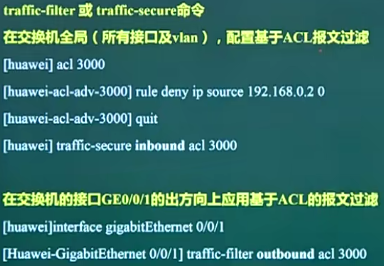 traffic-filter 或 traffic-secure命令
在交换机全局（所有接口及vlan），配置基于ACL报文过滤
[huawei] acl 3000
[huawei-acl-adv-3000] rule deny ip source 192.168.0.2 0
[huawei-acl-adv-3000] quit
[huawei] traffic-secure inbound acl 3000
在交换机的接口GE0/0/1的出方向上应用基于ACL的报文过滤
[huawei]interface gigabitEthernet 0/0/1
[Huawei-GigabitEthernet 0/0/1] traffic-filter outbound acl 3000